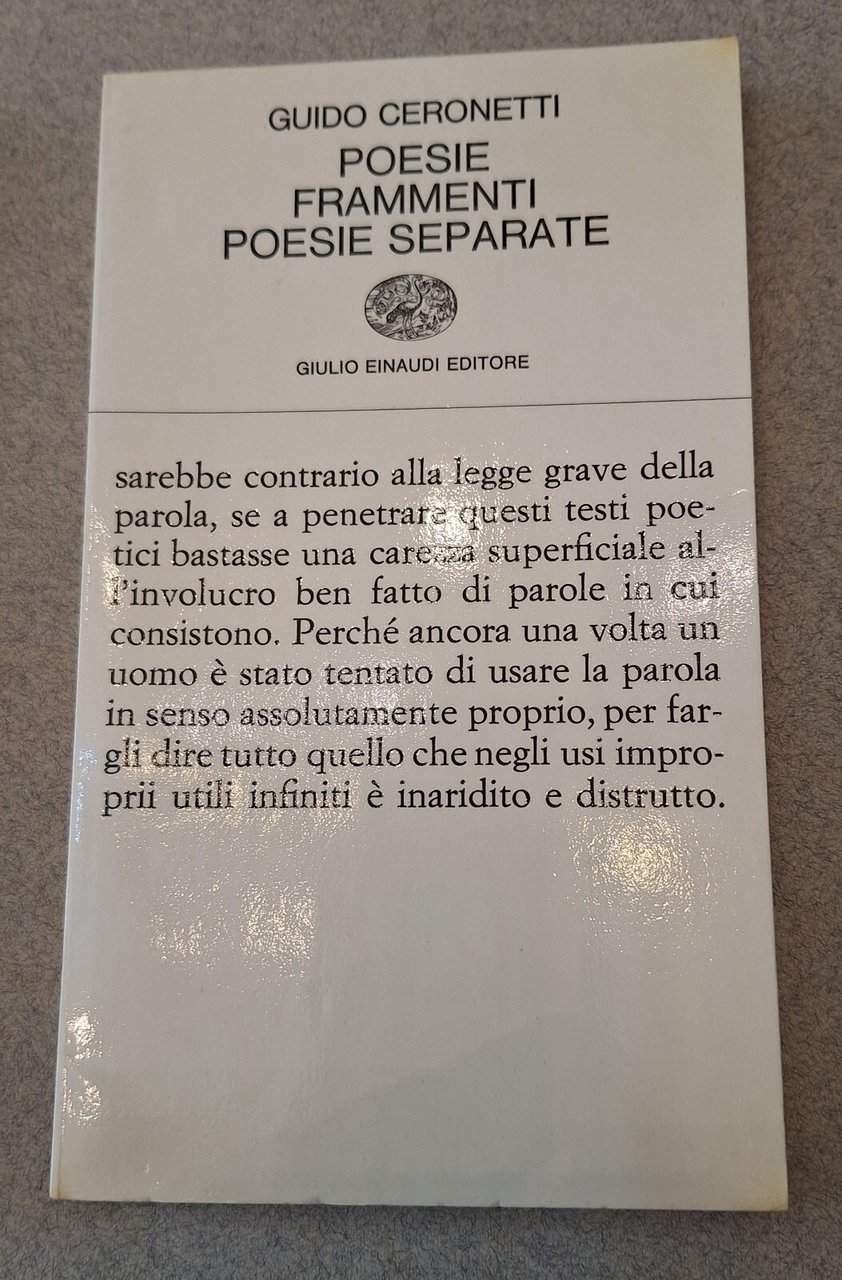 GUIDO CERONETTI
POESIE
FRAMMENTI
POESIE SEPARATE
GIULIO EINAUDI EDITORE
sarebbe contrario alla legge grave della
parola, se a penetrare questi testi poe-
tici bastasse una carezza superficiale al-
l'involucro ben fatto di parole in cui
consistono. Perché ancora una volta un
uomo è stato tentato di usare la parola
in senso assolutamente proprio, per far-
gli dire tutto quello che negli usi impro-
prii utili infiniti è inaridito e distrutto.